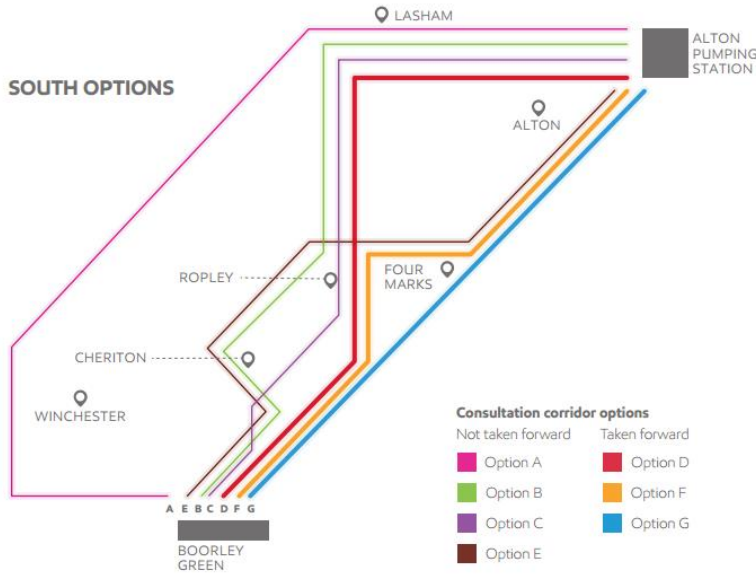 LASHAM
ALTON
PUMPING
STATION
SOUTH OPTIONS
ALTON
ROPLEY
FOUR
MARKS
CHERITON
WINCHESTER
Consultation corridor options
Not taken forward
Taken forward
Option A
Option D
Option B
Option F
Option C
Option G
Option E
A E B C D F G
BOORLEY
GREEN